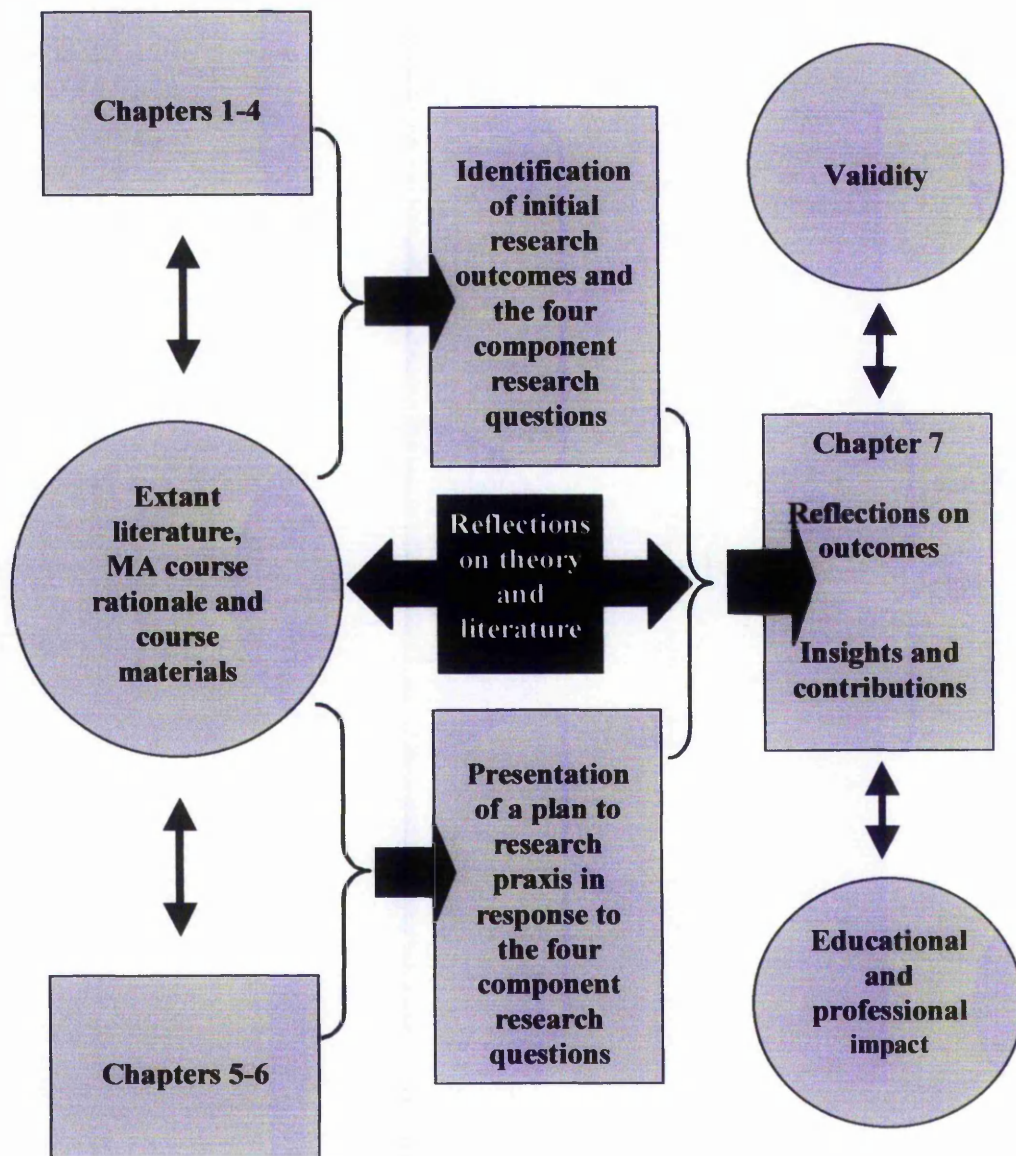 Chapters 1-4
Identification
of initial
research
outcomes and
the four
component
research
questions
Validity
Extant
literature,
MA course
rationale and
course
materials
Reflections
on theory
and
literature
Chapter 7
Reflections on
outcomes
Insights and
contributions
Presentation
of a plan to
research
praxis in
response to
the four
component
research
questions
Chapters 5-6
Educational
and
professional
impact